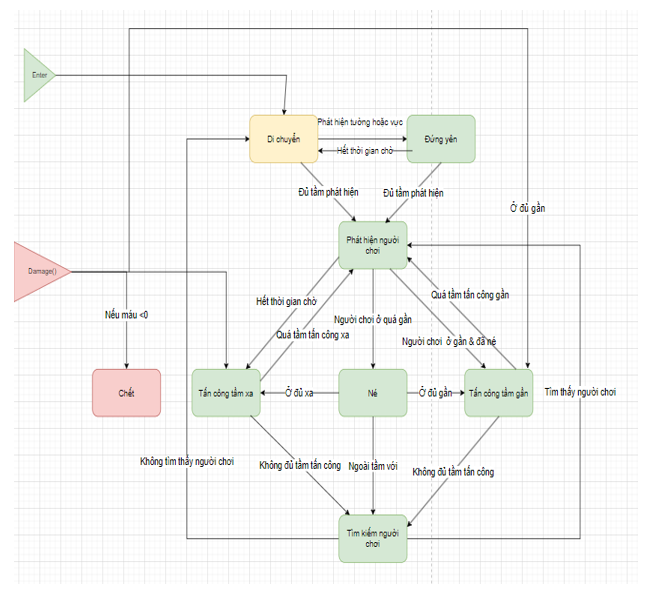 Enter
Phát hiện tường hoặc vực
Di chuyển
Đứng yên
Hết thời gian chờ
Đủ tầm phát hiện
Đủ tầm phát hiện
Ở đủ gần
Phát hiện người
chơi
Damage()
Quá tầm tấn công gần
Hết thời gian chờ
Nếu máu <0
Người chơi ở quá gần
Quá tầm tấn công xa
Người chơi ở gần & đã né
Chết
Tấn công tầm xa
Ở đủ xa
Né
Ở đủ gần
Tấn công tầm gần
Tìm thấy người chơi
Không tìm thấy người chơi
Không đủ tầm tấn công
Ngoài tầm với
Không đủ tầm tấn công
Tìm kiếm người
chơi